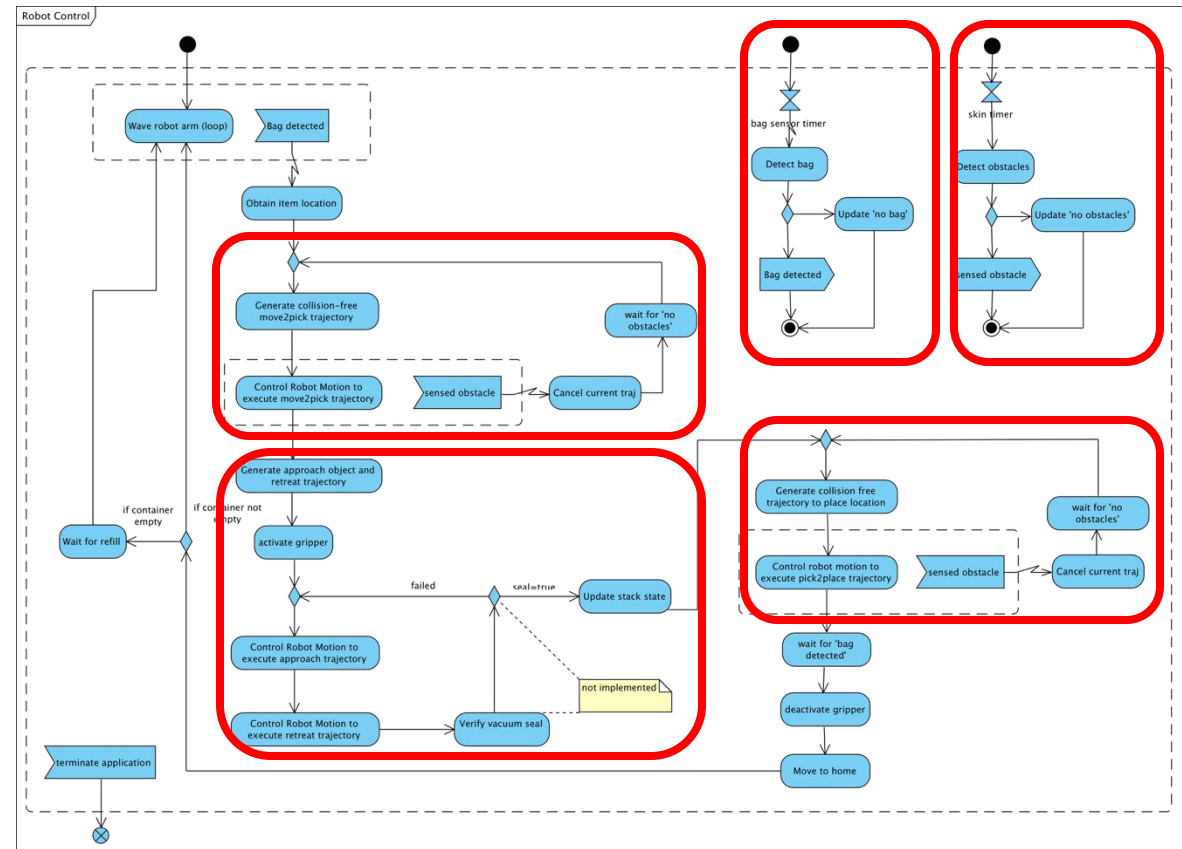 Robot Control
Wave robot arm (loop)
Bag detected
Obtain item location
Generate collision-free
move2pick trajectory
Control Robot Motion to
execute move2pick trajectory
sensed obstacle
Cancel current traj
wait for 'no
obstacles'
Generate approach object and
retreat trajectory
activate gripper
failed
seal=true
Update stack state
Control Robot Motion to
execute approach trajectory
not implemented
Control Robot Motion to
execute retreat trajectory
Verify vacuum seal
if container
empty
if container not
empty
Wait for refill
terminate application
bag sensor timer
Detect bag
Update 'no bag'
Bag detected
skin timer
Detect obstacles
Update 'no obstacles'
sensed obstacle
Generate collision free
trajectory to place location
wait for 'no
obstacles'
Control robot motion to
execute pick2place trajectory
sensed obstacle
Cancel current traj
wait for 'bag
detected'
deactivate gripper
Move to home